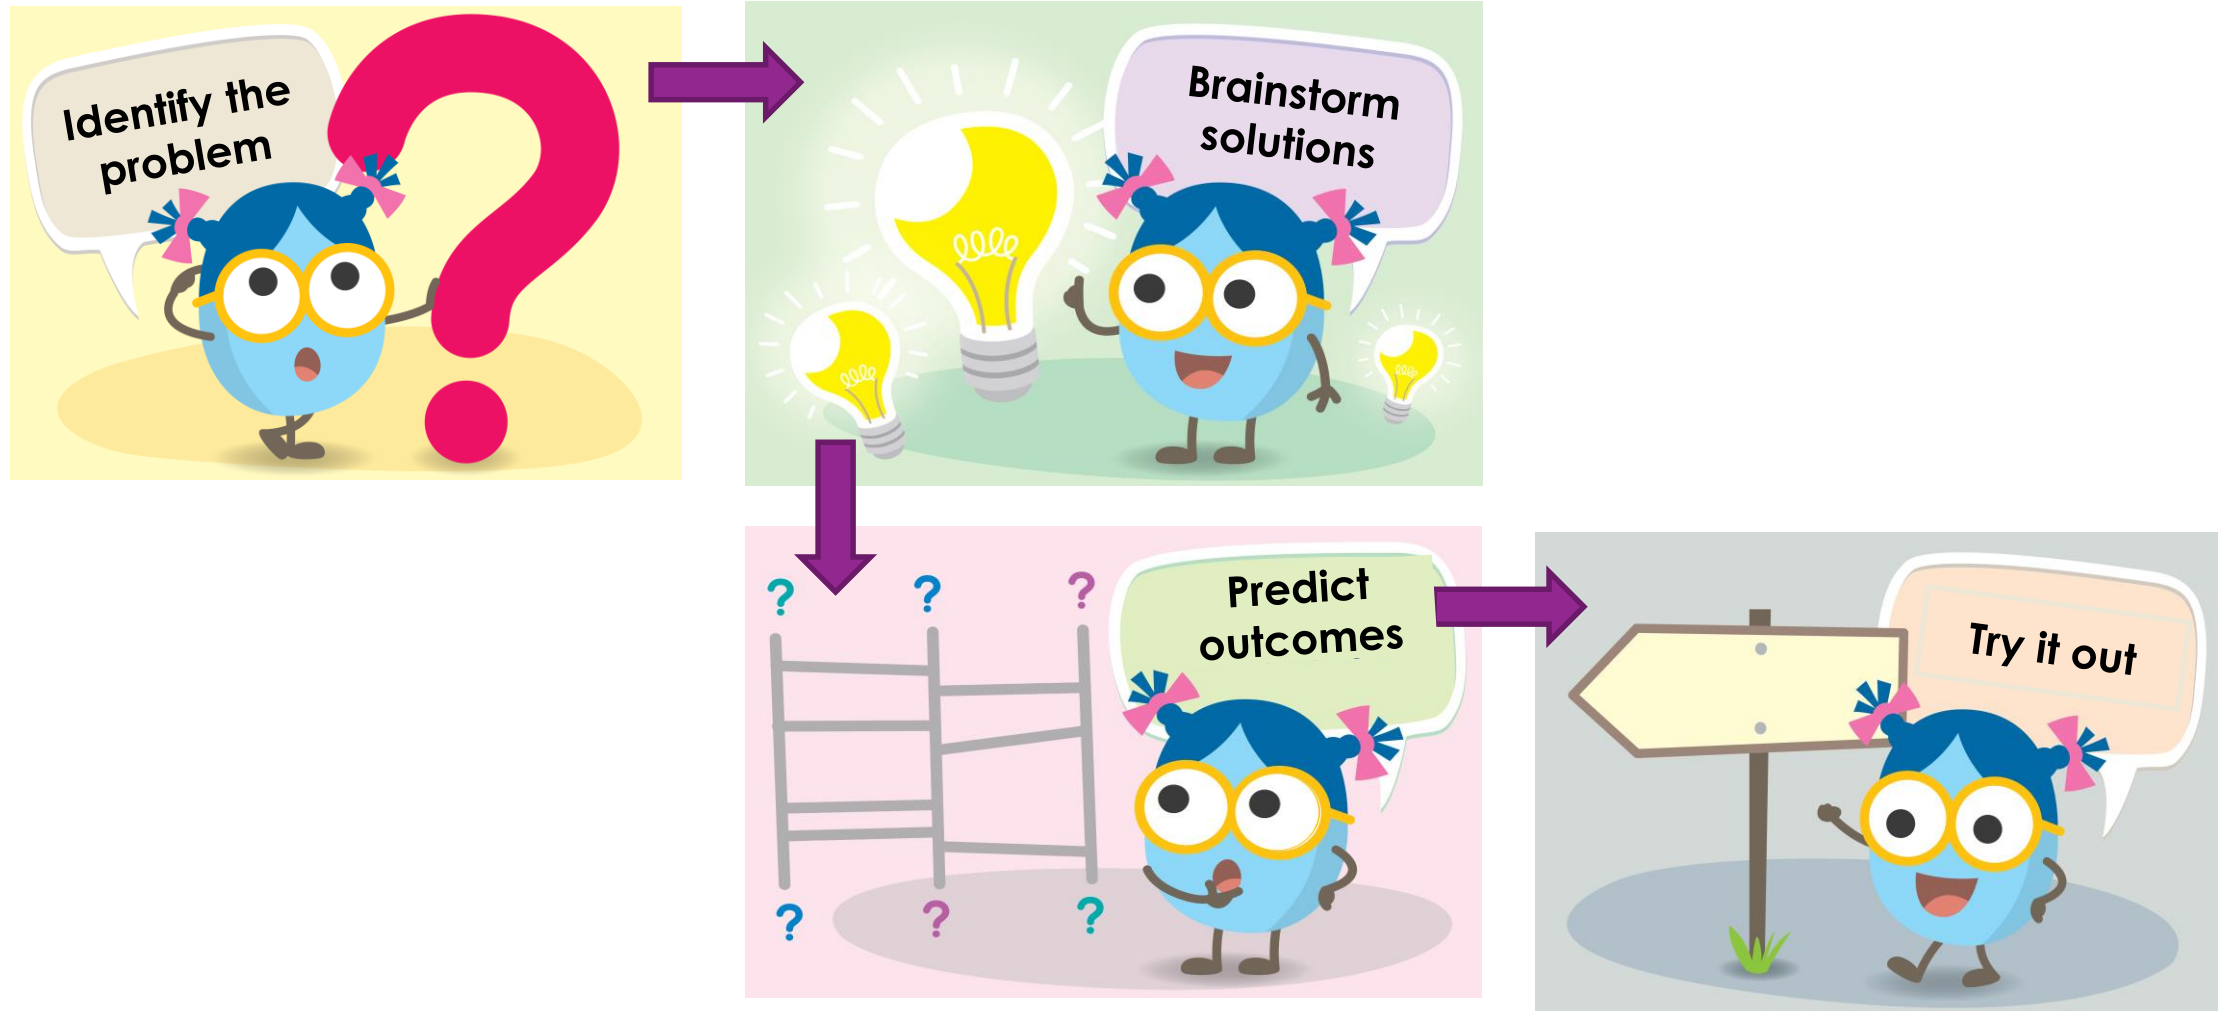 Identify the
problem
Brainstorm
solutions
? ? ?
Predict
outcomes
Try it out
? ? ?